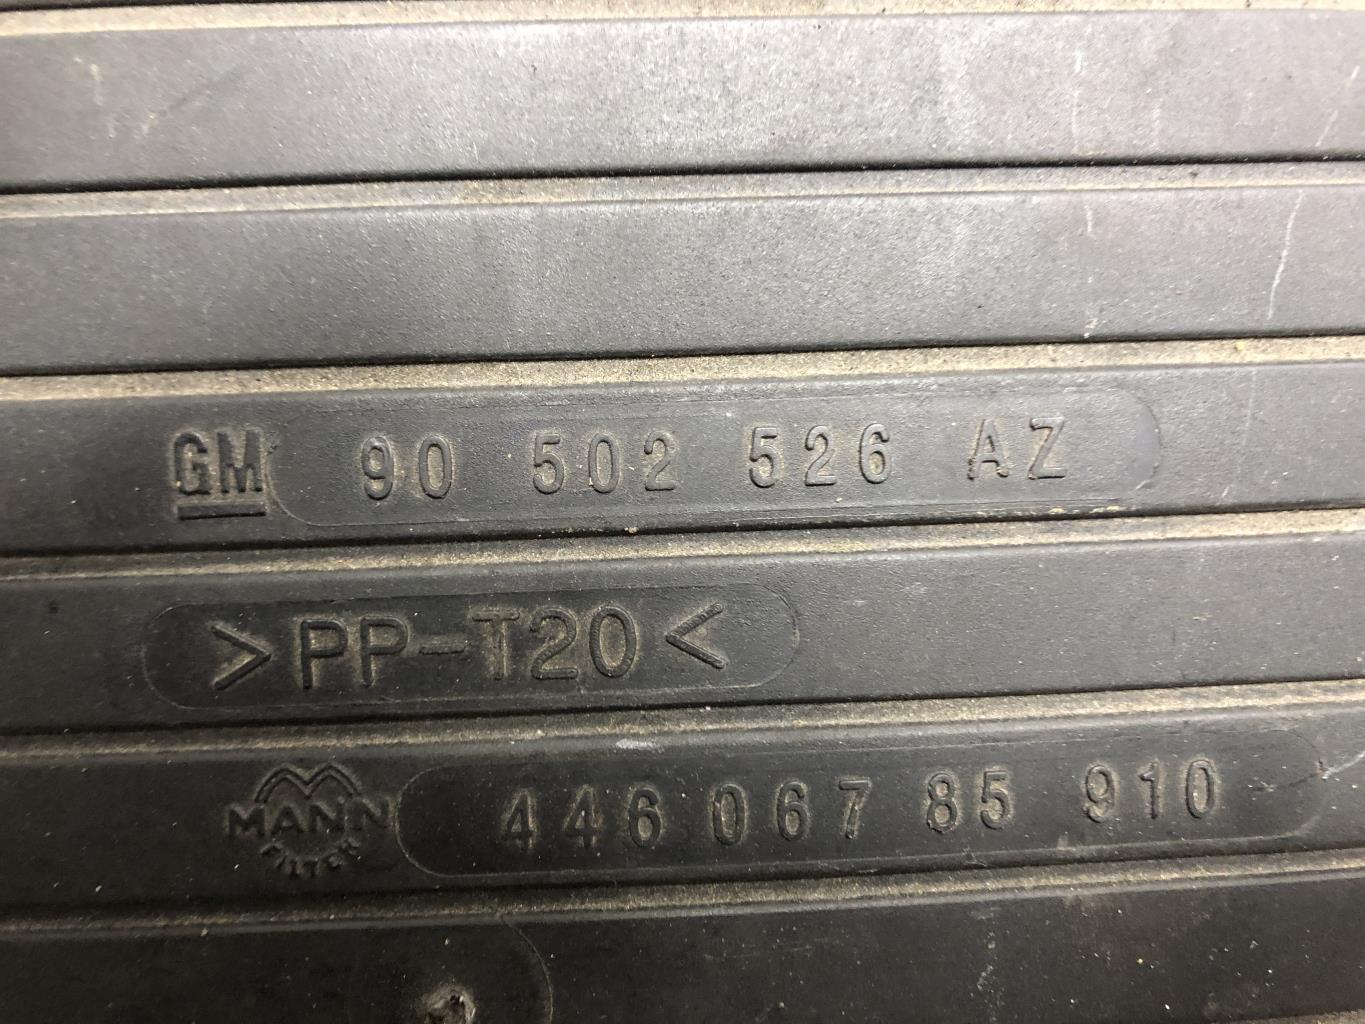 GM 90 502 526 AZ
>PP-T20<
MANN FILTER 446 067 85 910